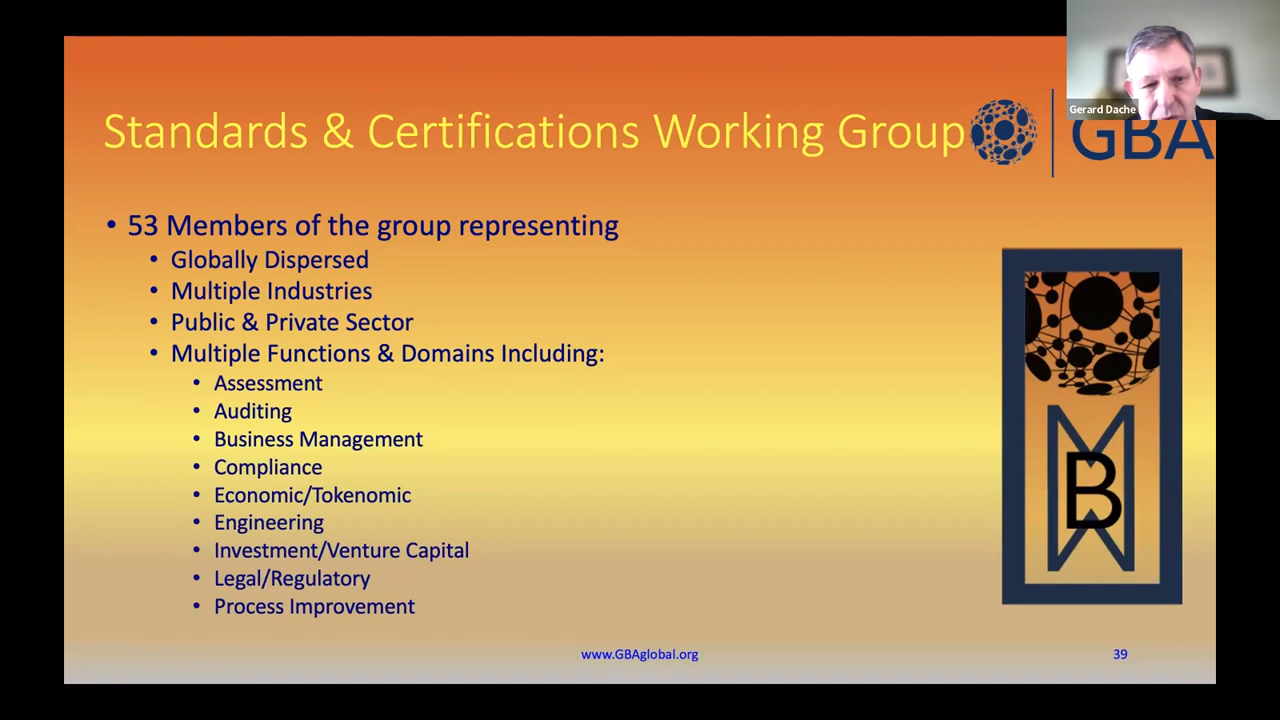 Gerard Dache
Standards & Certifications Working Group
GBA
• 53 Members of the group representing
• Globally Dispersed
• Multiple Industries
• Public & Private Sector
• Multiple Functions & Domains Including:
• Assessment
• Auditing
• Business Management
• Compliance
• Economic/Tokenomic
• Engineering
• Investment/Venture Capital
• Legal/Regulatory
• Process Improvement
B
www.GBAglobal.org
39